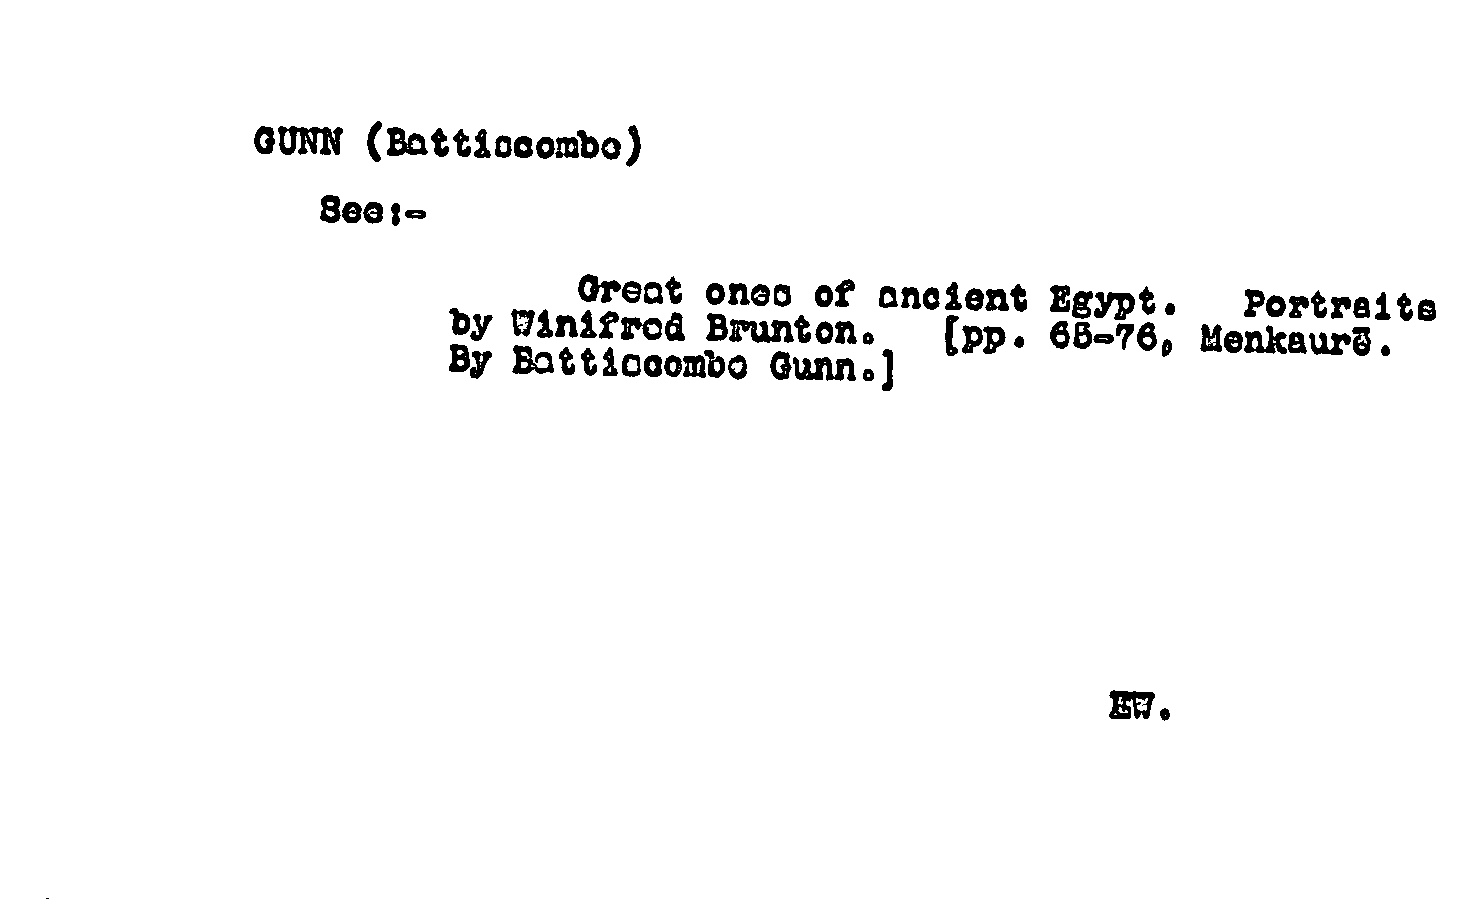 GUNN (Battiscombe)
See:-
Great ones of ancient Egypt. Portraits
by Winifred Brunton. [pp. 65-76, Menkaurē.
By Battiscombe Gunn.]
EW.